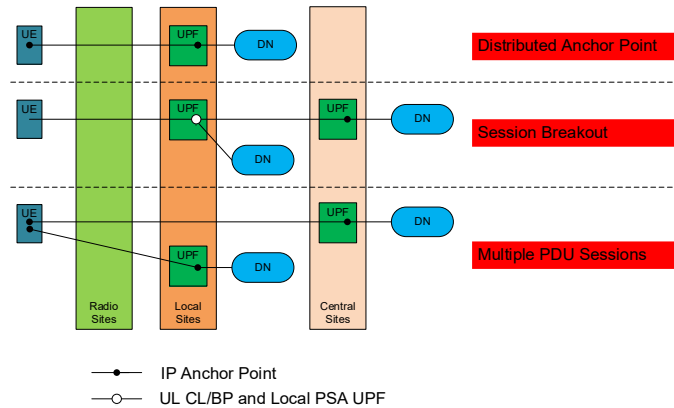 UE
UPF
DN
Distributed Anchor Point
UE
UPF
UPF
DN
Session Breakout
DN
UE
UPF
DN
Multiple PDU Sessions
UPF
DN
Radio
Sites
Local
Sites
Central
Sites
IP Anchor Point
UL CL/BP and Local PSA UPF